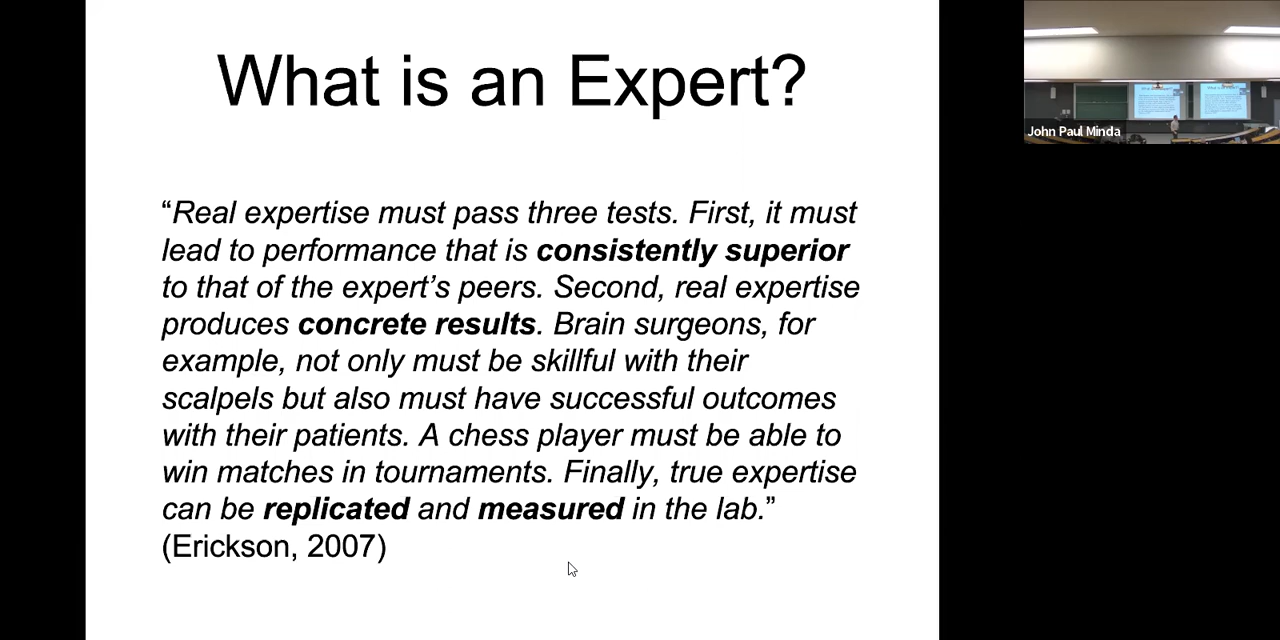 What is an Expert?
“Real expertise must pass three tests. First, it must
lead to performance that is consistently superior
to that of the expert’s peers. Second, real expertise
produces concrete results. Brain surgeons, for
example, not only must be skillful with their
scalpels but also must have successful outcomes
with their patients. A chess player must be able to
win matches in tournaments. Finally, true expertise
can be replicated and measured in the lab.”
(Erickson, 2007)
John Paul Minda